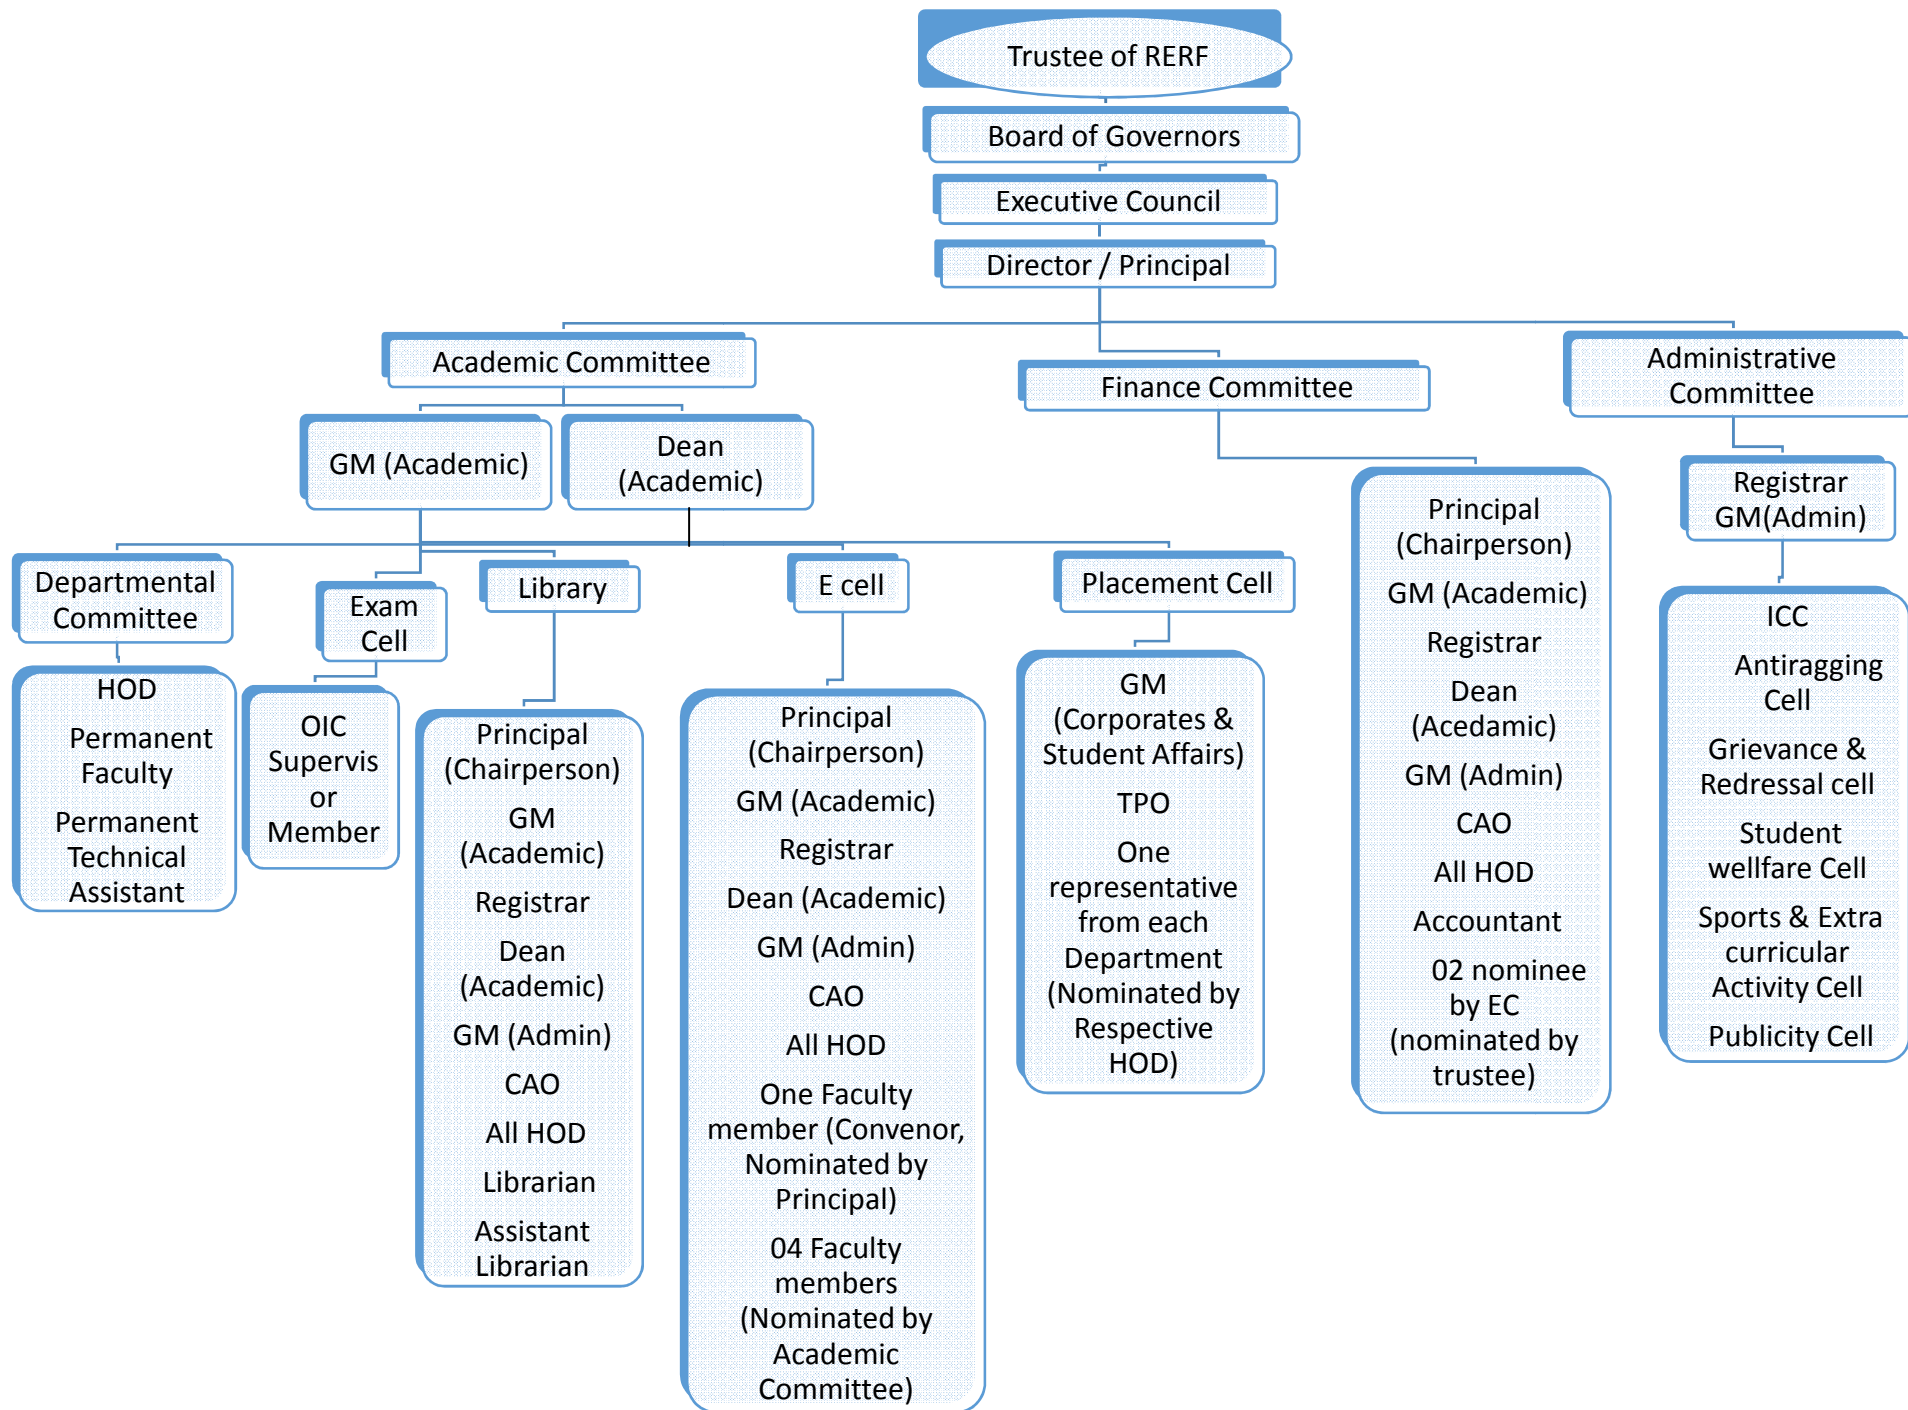 Trustee of RERF
Board of Governors
Executive Council
Director / Principal
Academic Committee
Finance Committee
Administrative
Committee
GM (Academic)
Dean
(Academic)
Registrar
GM(Admin)
Departmental
Committee
Exam
Cell
Library
E cell
Placement Cell
HOD
Permanent
Faculty
Permanent
Technical
Assistant
OIC
Supervis
or
Member
Principal
(Chairperson)
GM
(Academic)
Registrar
Dean
(Academic)
GM (Admin)
CAO
All HOD
Librarian
Assistant
Librarian
Principal
(Chairperson)
GM (Academic)
Registrar
Dean (Academic)
GM (Admin)
CAO
All HOD
One Faculty
member (Convenor,
Nominated by
Principal)
04 Faculty
members
(Nominated by
Academic
Committee)
GM
(Corporates &
Student Affairs)
TPO
One
representative
from each
Department
(Nominated by
Respective
HOD)
Principal
(Chairperson)
GM (Academic)
Registrar
Dean
(Acedamic)
GM (Admin)
CAO
All HOD
Accountant
02 nominee
by EC
(nominated by
trustee)
ICC
Antiragging
Cell
Grievance &
Redressal cell
Student
wellfare Cell
Sports & Extra
curricular
Activity Cell
Publicity Cell